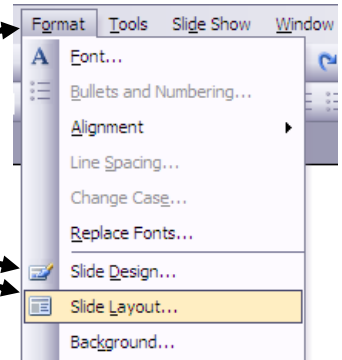 Format Tools Slide Show Window
A Font...
Bullets and Numbering...
Alignment
Line Spacing...
Change Case...
Replace Fonts...
Slide Design...
Slide Layout...
Background...